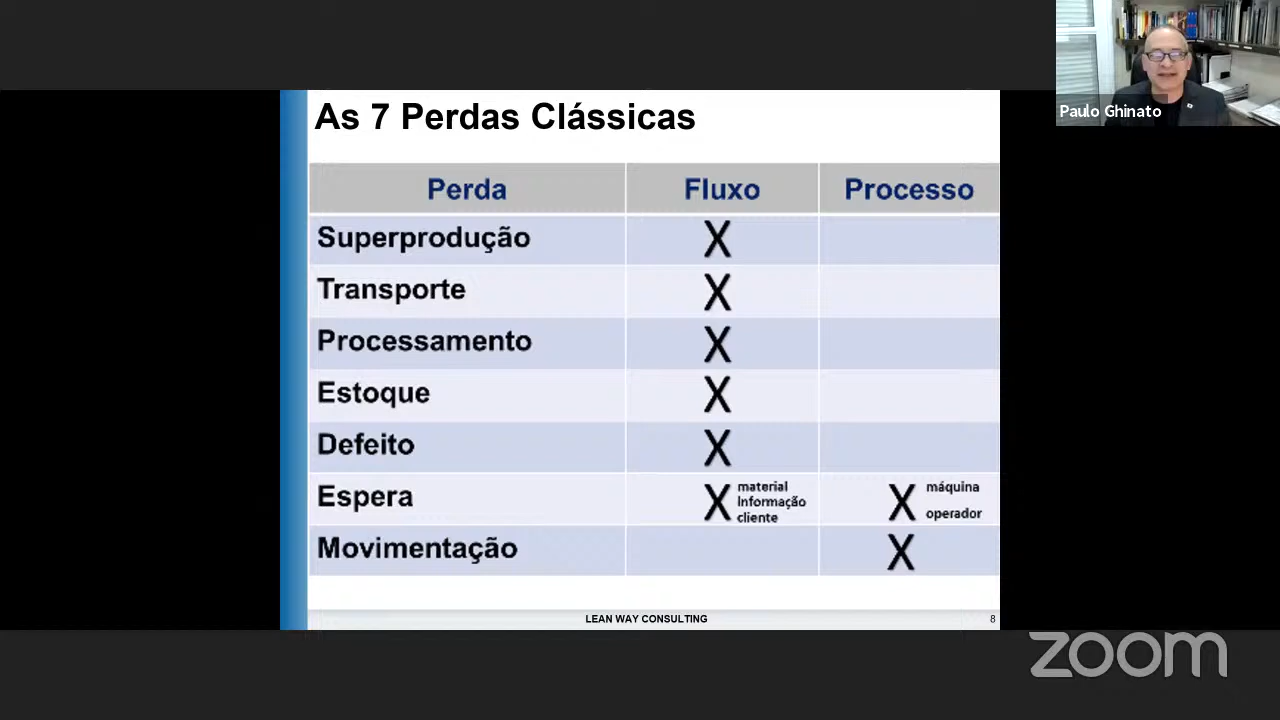 Paulo Ghinato
As 7 Perdas Clássicas
Perda Fluxo Processo
Superprodução X
Transporte X
Processamento X
Estoque X
Defeito X
Espera X material Informação cliente X máquina operador
Movimentação X
LEAN WAY CONSULTING 8
zoom